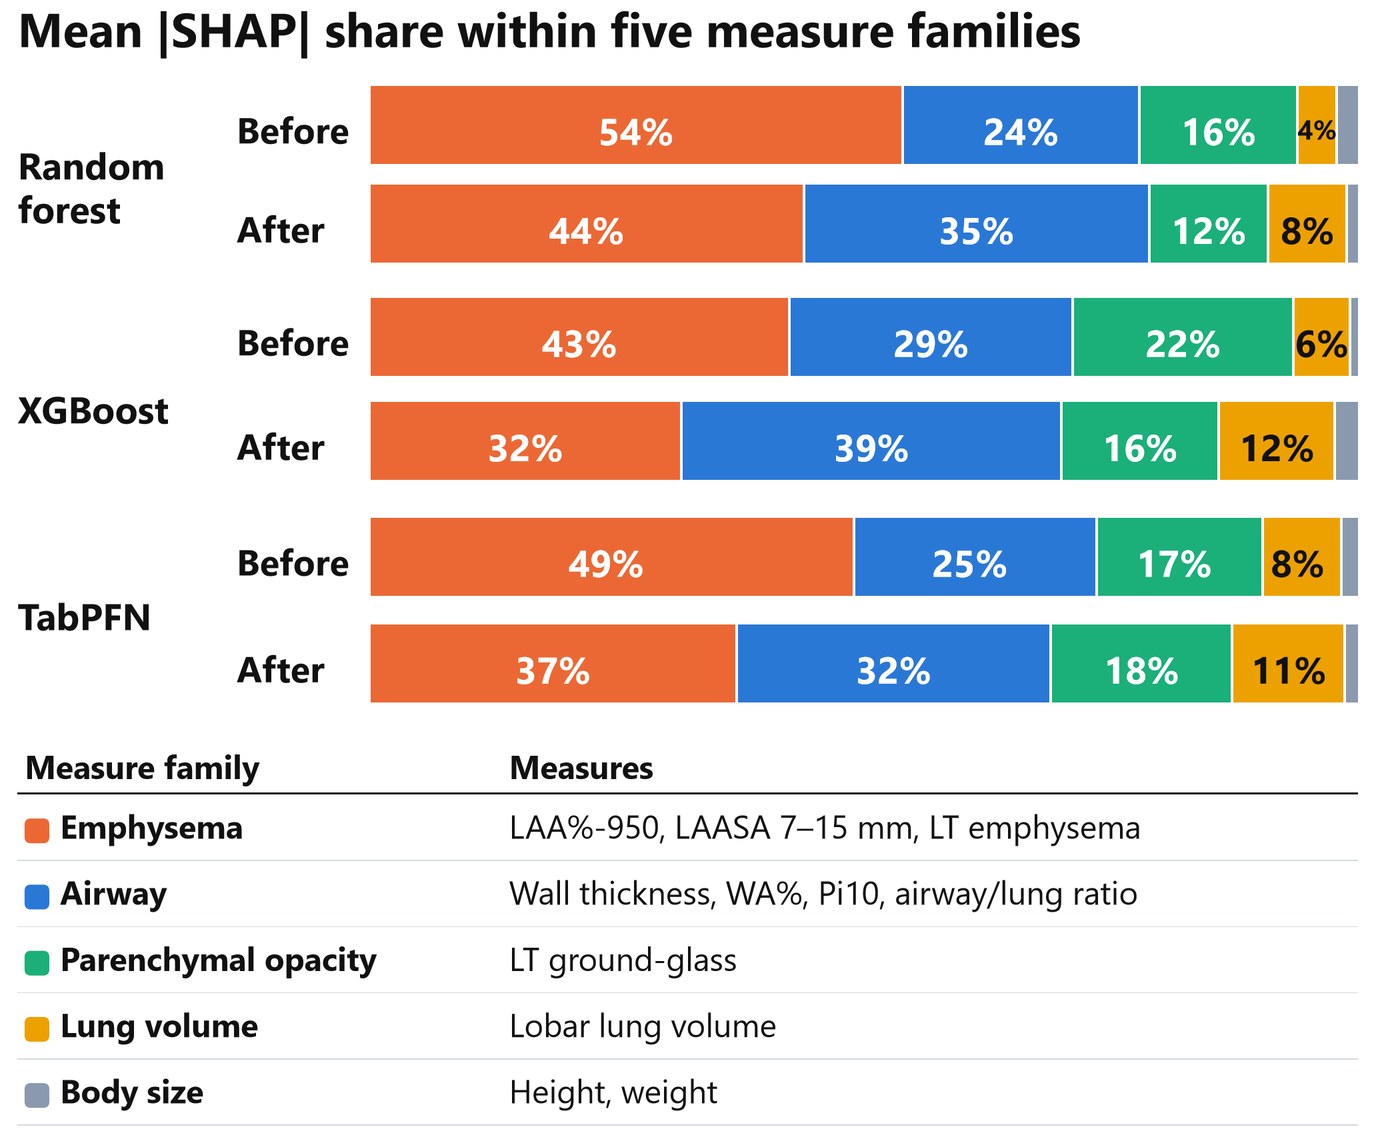 Mean |SHAP| share within five measure families
Random
forest
Before 54% 24% 16% 4%
After 44% 35% 12% 8%
XGBoost
Before 43% 29% 22% 6%
After 32% 39% 16% 12%
TabPFN
Before 49% 25% 17% 8%
After 37% 32% 18% 11%
Measure family Measures
Emphysema LAA%-950, LAASA 7–15 mm, LT emphysema
Airway Wall thickness, WA%, Pi10, airway/lung ratio
Parenchymal opacity LT ground-glass
Lung volume Lobar lung volume
Body size Height, weight